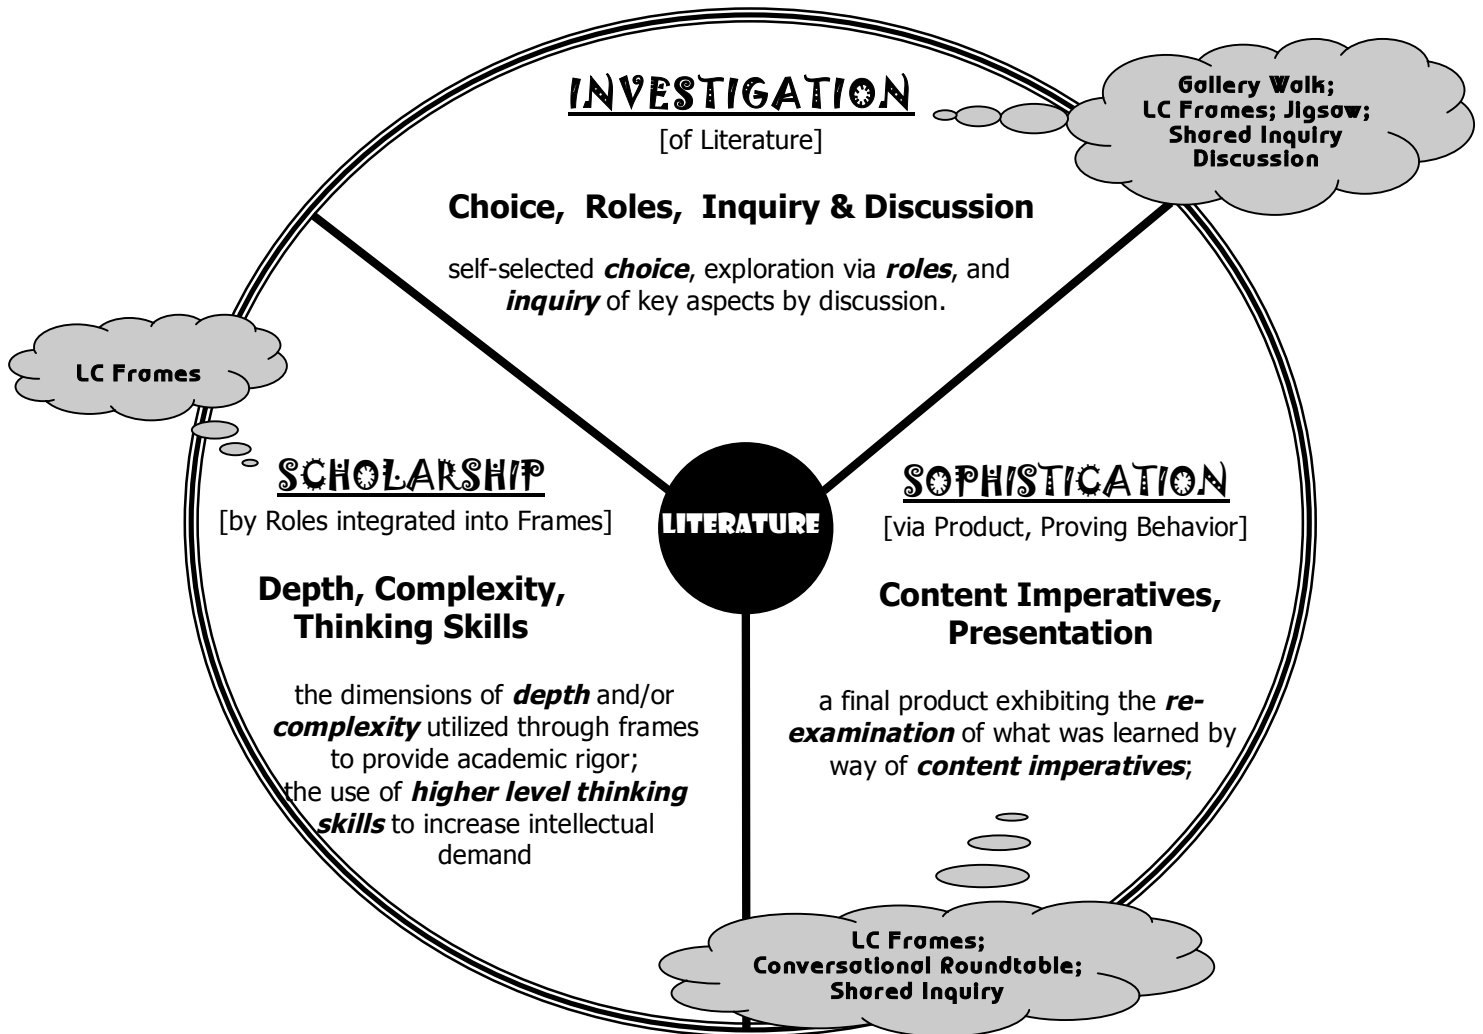 INVESTIGATION
[of Literature]
Choice, Roles, Inquiry & Discussion
self-selected choice, exploration via roles, and
inquiry of key aspects by discussion.
Gallery Walk;
LC Frames; Jigsaw;
Shared Inquiry
Discussion
LC Frames
SCHOLARSHIP
[by Roles integrated into Frames]
Depth, Complexity,
Thinking Skills
the dimensions of depth and/or
complexity utilized through frames
to provide academic rigor;
the use of higher level thinking
skills to increase intellectual
demand
LITERATURE
SOPHISTICATION
[via Product, Proving Behavior]
Content Imperatives,
Presentation
a final product exhibiting the re-
examination of what was learned by
way of content imperatives;
LC Frames;
Conversational Roundtable;
Shared Inquiry